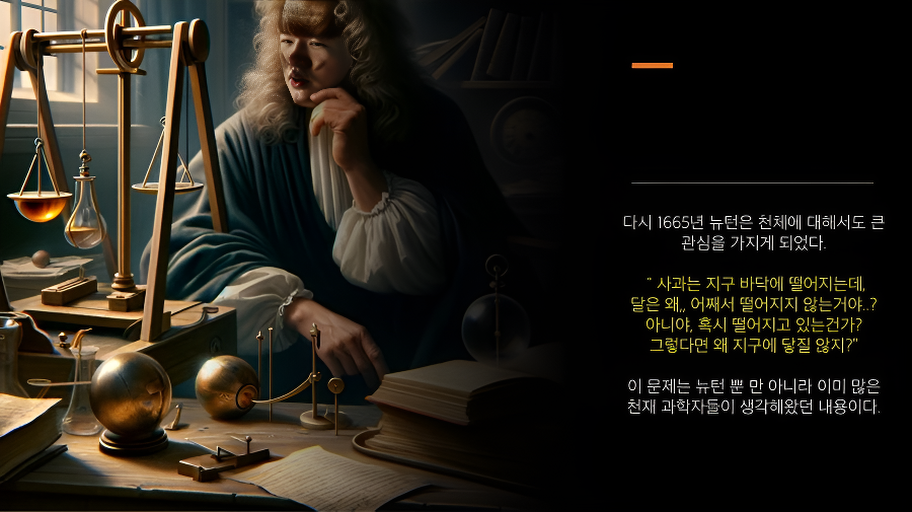 다시 1665년 뉴턴은 천체에 대해서도 큰
관심을 가지게 되었다.
" 사과는 지구 바닥에 떨어지는데,
달은 왜,, 어째서 떨어지지 않는거야..?
아니야, 혹시 떨어지고 있는건가?
그렇다면 왜 지구에 닿질 않지?"
이 문제는 뉴턴 뿐 만 아니라 이미 많은
천재 과학자들이 생각해왔던 내용이다.